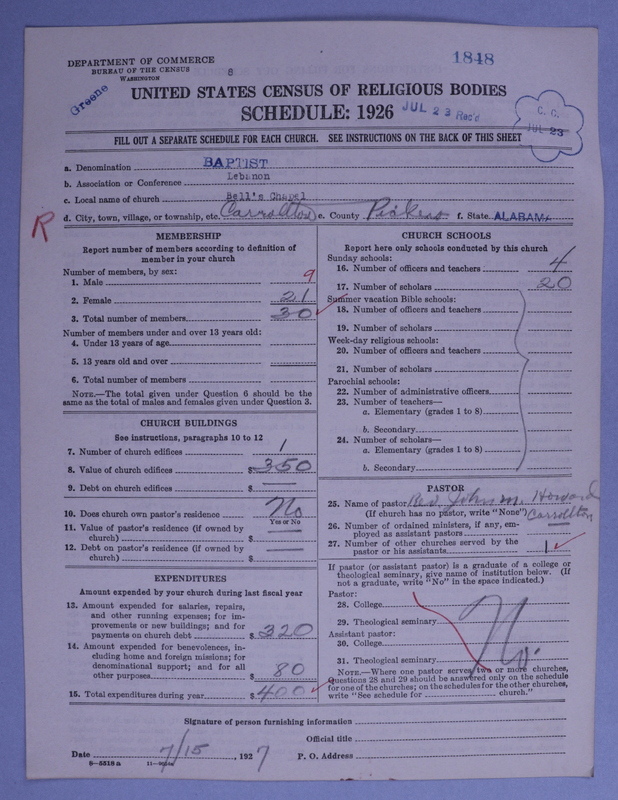 DEPARTMENT OF COMMERCE
BUREAU OF THE CENSUS
WASHINGTON
8
1848
Greene
UNITED STATES CENSUS OF RELIGIOUS BODIES
SCHEDULE: 1926
JUL 23 Rec'd
C. C.
JUL 23
FILL OUT A SEPARATE SCHEDULE FOR EACH CHURCH. SEE INSTRUCTIONS ON THE BACK OF THIS SHEET
a. Denomination BAPTIST
b. Association or Conference Lebanon
c. Local name of church Bell's Chapel
d. City, town, village, or township, etc. Carrollton e. County Pickens f. State ALABAMA
R
MEMBERSHIP
Report number of members according to definition of
member in your church
Number of members, by sex:
1. Male 9
2. Female 21
3. Total number of members 30
Number of members under and over 13 years old:
4. Under 13 years of age
5. 13 years old and over
6. Total number of members
NOTE.—The total given under Question 6 should be the
same as the total of males and females given under Question 3.
CHURCH BUILDINGS
See instructions, paragraphs 10 to 12
7. Number of church edifices 1
8. Value of church edifices $ 350
9. Debt on church edifices $ —
10. Does church own pastor's residence? No
Yes or No
11. Value of pastor's residence (if owned by
church) $ —
12. Debt on pastor's residence (if owned by
church) $ —
EXPENDITURES
Amount expended by your church during last fiscal year
13. Amount expended for salaries, repairs,
and other running expenses; for im-
provements or new buildings; and for
payments on church debt $ 320
14. Amount expended for benevolences, in-
cluding home and foreign missions; for
denominational support; and for all
other purposes $ 80
15. Total expenditures during year $ 400
CHURCH SCHOOLS
Report here only schools conducted by this church
Sunday schools:
16. Number of officers and teachers 4
17. Number of scholars 20
Summer vacation Bible schools:
18. Number of officers and teachers
19. Number of scholars
Week-day religious schools:
20. Number of officers and teachers
21. Number of scholars
Parochial schools:
22. Number of administrative officers
23. Number of teachers—
a. Elementary (grades 1 to 8)
b. Secondary
24. Number of scholars—
a. Elementary (grades 1 to 8)
b. Secondary
PASTOR
25. Name of pastor Rev. John M. Howard
(If church has no pastor, write "None") Carrollton
26. Number of ordained ministers, if any, em-
ployed as assistant pastors —
27. Number of other churches served by the
pastor or his assistants 1
If pastor (or assistant pastor) is a graduate of a college or
theological seminary, give name of institution below. (If
not a graduate, write "No" in the space indicated.)
Pastor:
28. College
29. Theological seminary No.
Assistant pastor:
30. College
31. Theological seminary
NOTE.—Where one pastor serves two or more churches,
Questions 28 and 29 should be answered only on the schedule
for one of the churches; on the schedules for the other churches,
write "See schedule for church."
Signature of person furnishing information
Official title
Date 7/15, 1927 P. O. Address
8—5518a